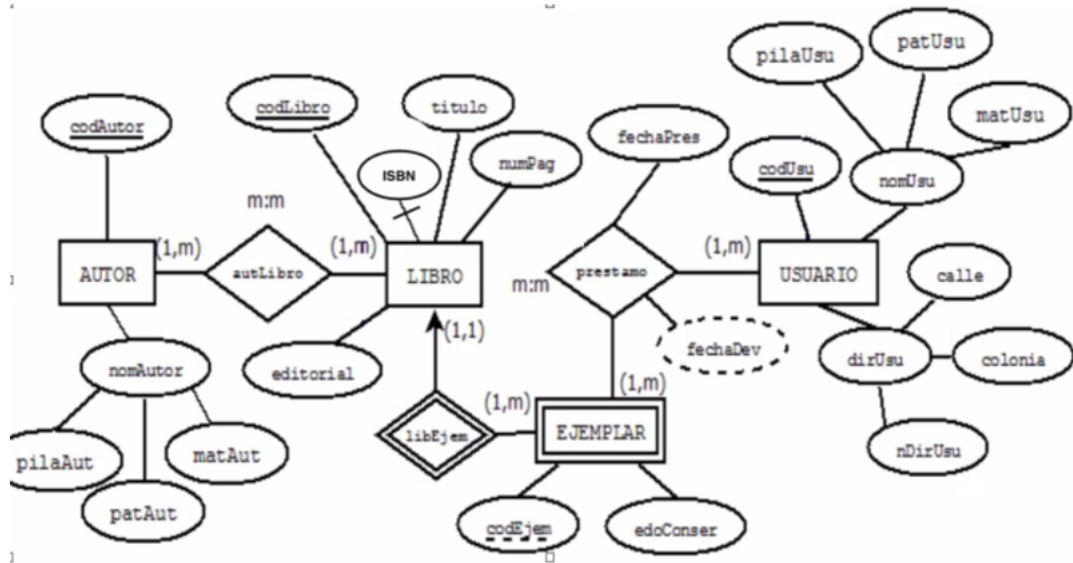 patUsu
pilaUsu
codLibro
titulo
matUsu
codAutor
fechaPres
numPag
codUsu
ISBN
nomUsu
m:m
(1,m)
(1,m)
(1,m)
AUTOR
autLibro
LIBRO
m:m
prestamo
USUARIO
calle
(1,1)
nomAutor
editorial
fechaDev
dirUsu
colonia
(1,m)
(1,m)
libEjem
EJEMPLAR
pilaAut
matAut
nDirUsu
patAut
codEjem
edoConser